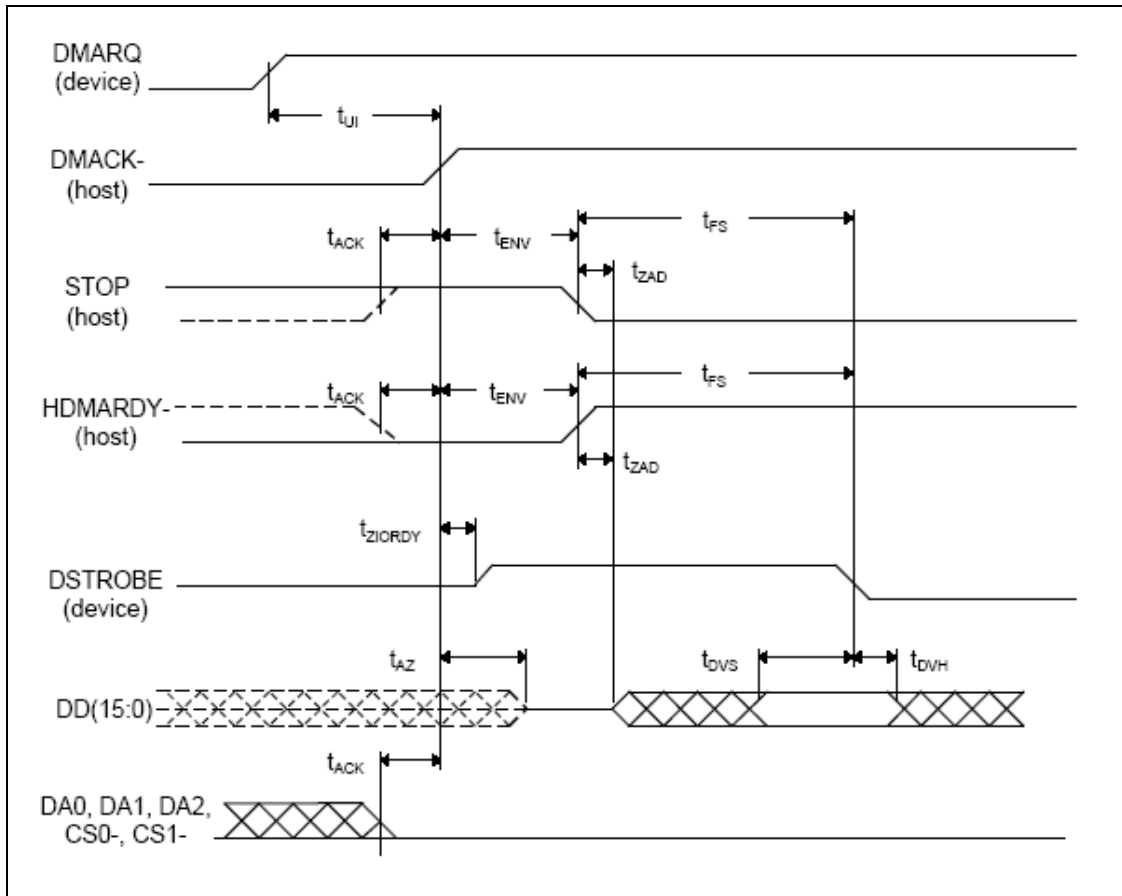 DMARQ
(device)
tUI
DMACK-
(host)
tACK
tENV
tFS
tZAD
STOP
(host)
tACK
tENV
tFS
HDMARDY-
(host)
tZAD
tZIORDY
DSTROBE
(device)
tAZ
tDVS
tDVH
DD(15:0)
tACK
DA0, DA1, DA2,
CS0-, CS1-